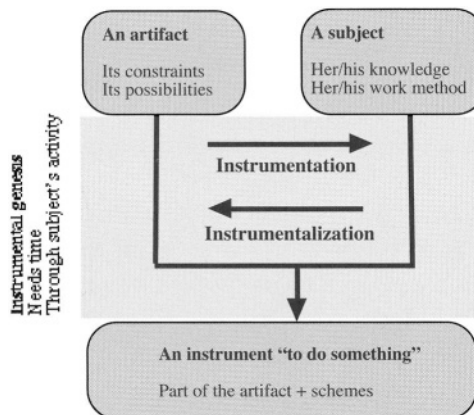 An artifact
Its constraints
Its possibilities
A subject
Her/his knowledge
Her/his work method
Instrumental genesis
Needs time
Through subject's activity
Instrumentation
Instrumentalization
An instrument “to do something”
Part of the artifact + schemes